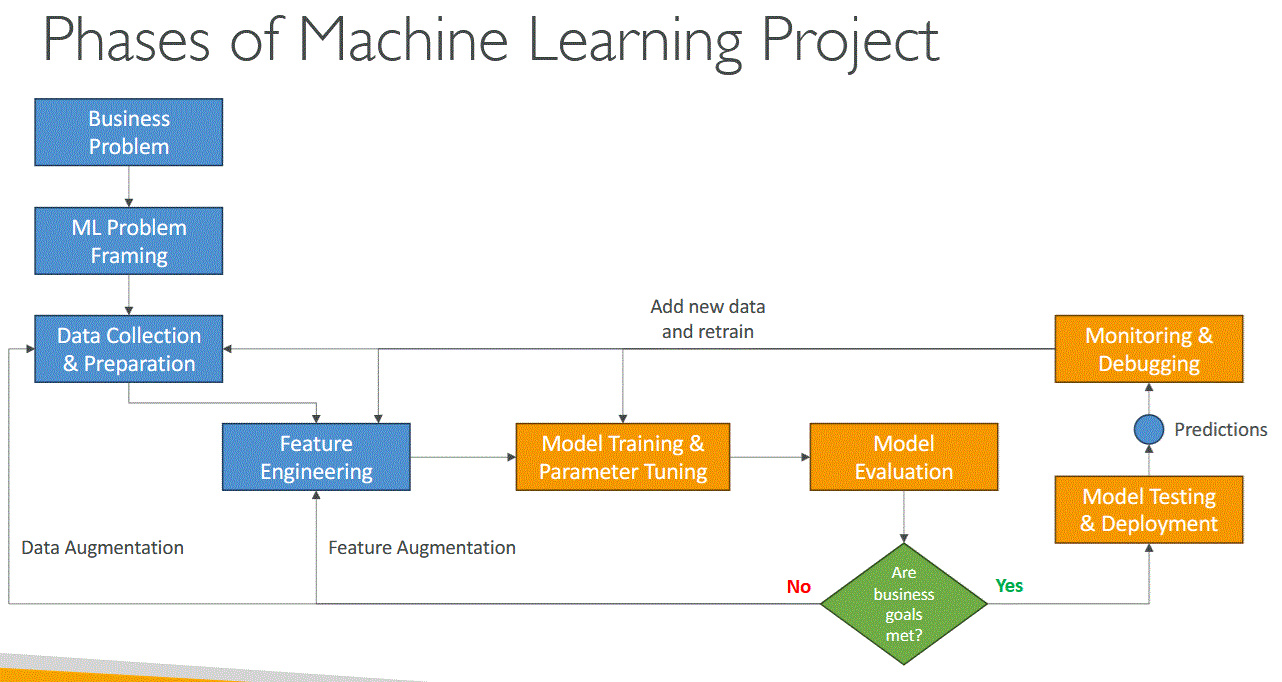 Phases of Machine Learning Project
Business
Problem
ML Problem
Framing
Data Collection
& Preparation
Add new data
and retrain
Monitoring &
Debugging
Predictions
Feature
Engineering
Model Training &
Parameter Tuning
Model
Evaluation
Model Testing
& Deployment
Data Augmentation
Feature Augmentation
No
Are
business
goals
met?
Yes